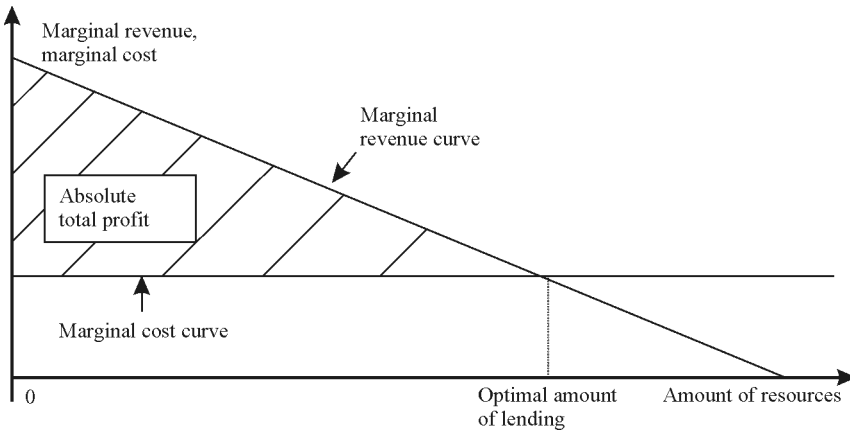 Marginal revenue,
marginal cost
Marginal
revenue curve
Absolute
total profit
Marginal cost curve
0
Optimal amount
of lending
Amount of resources